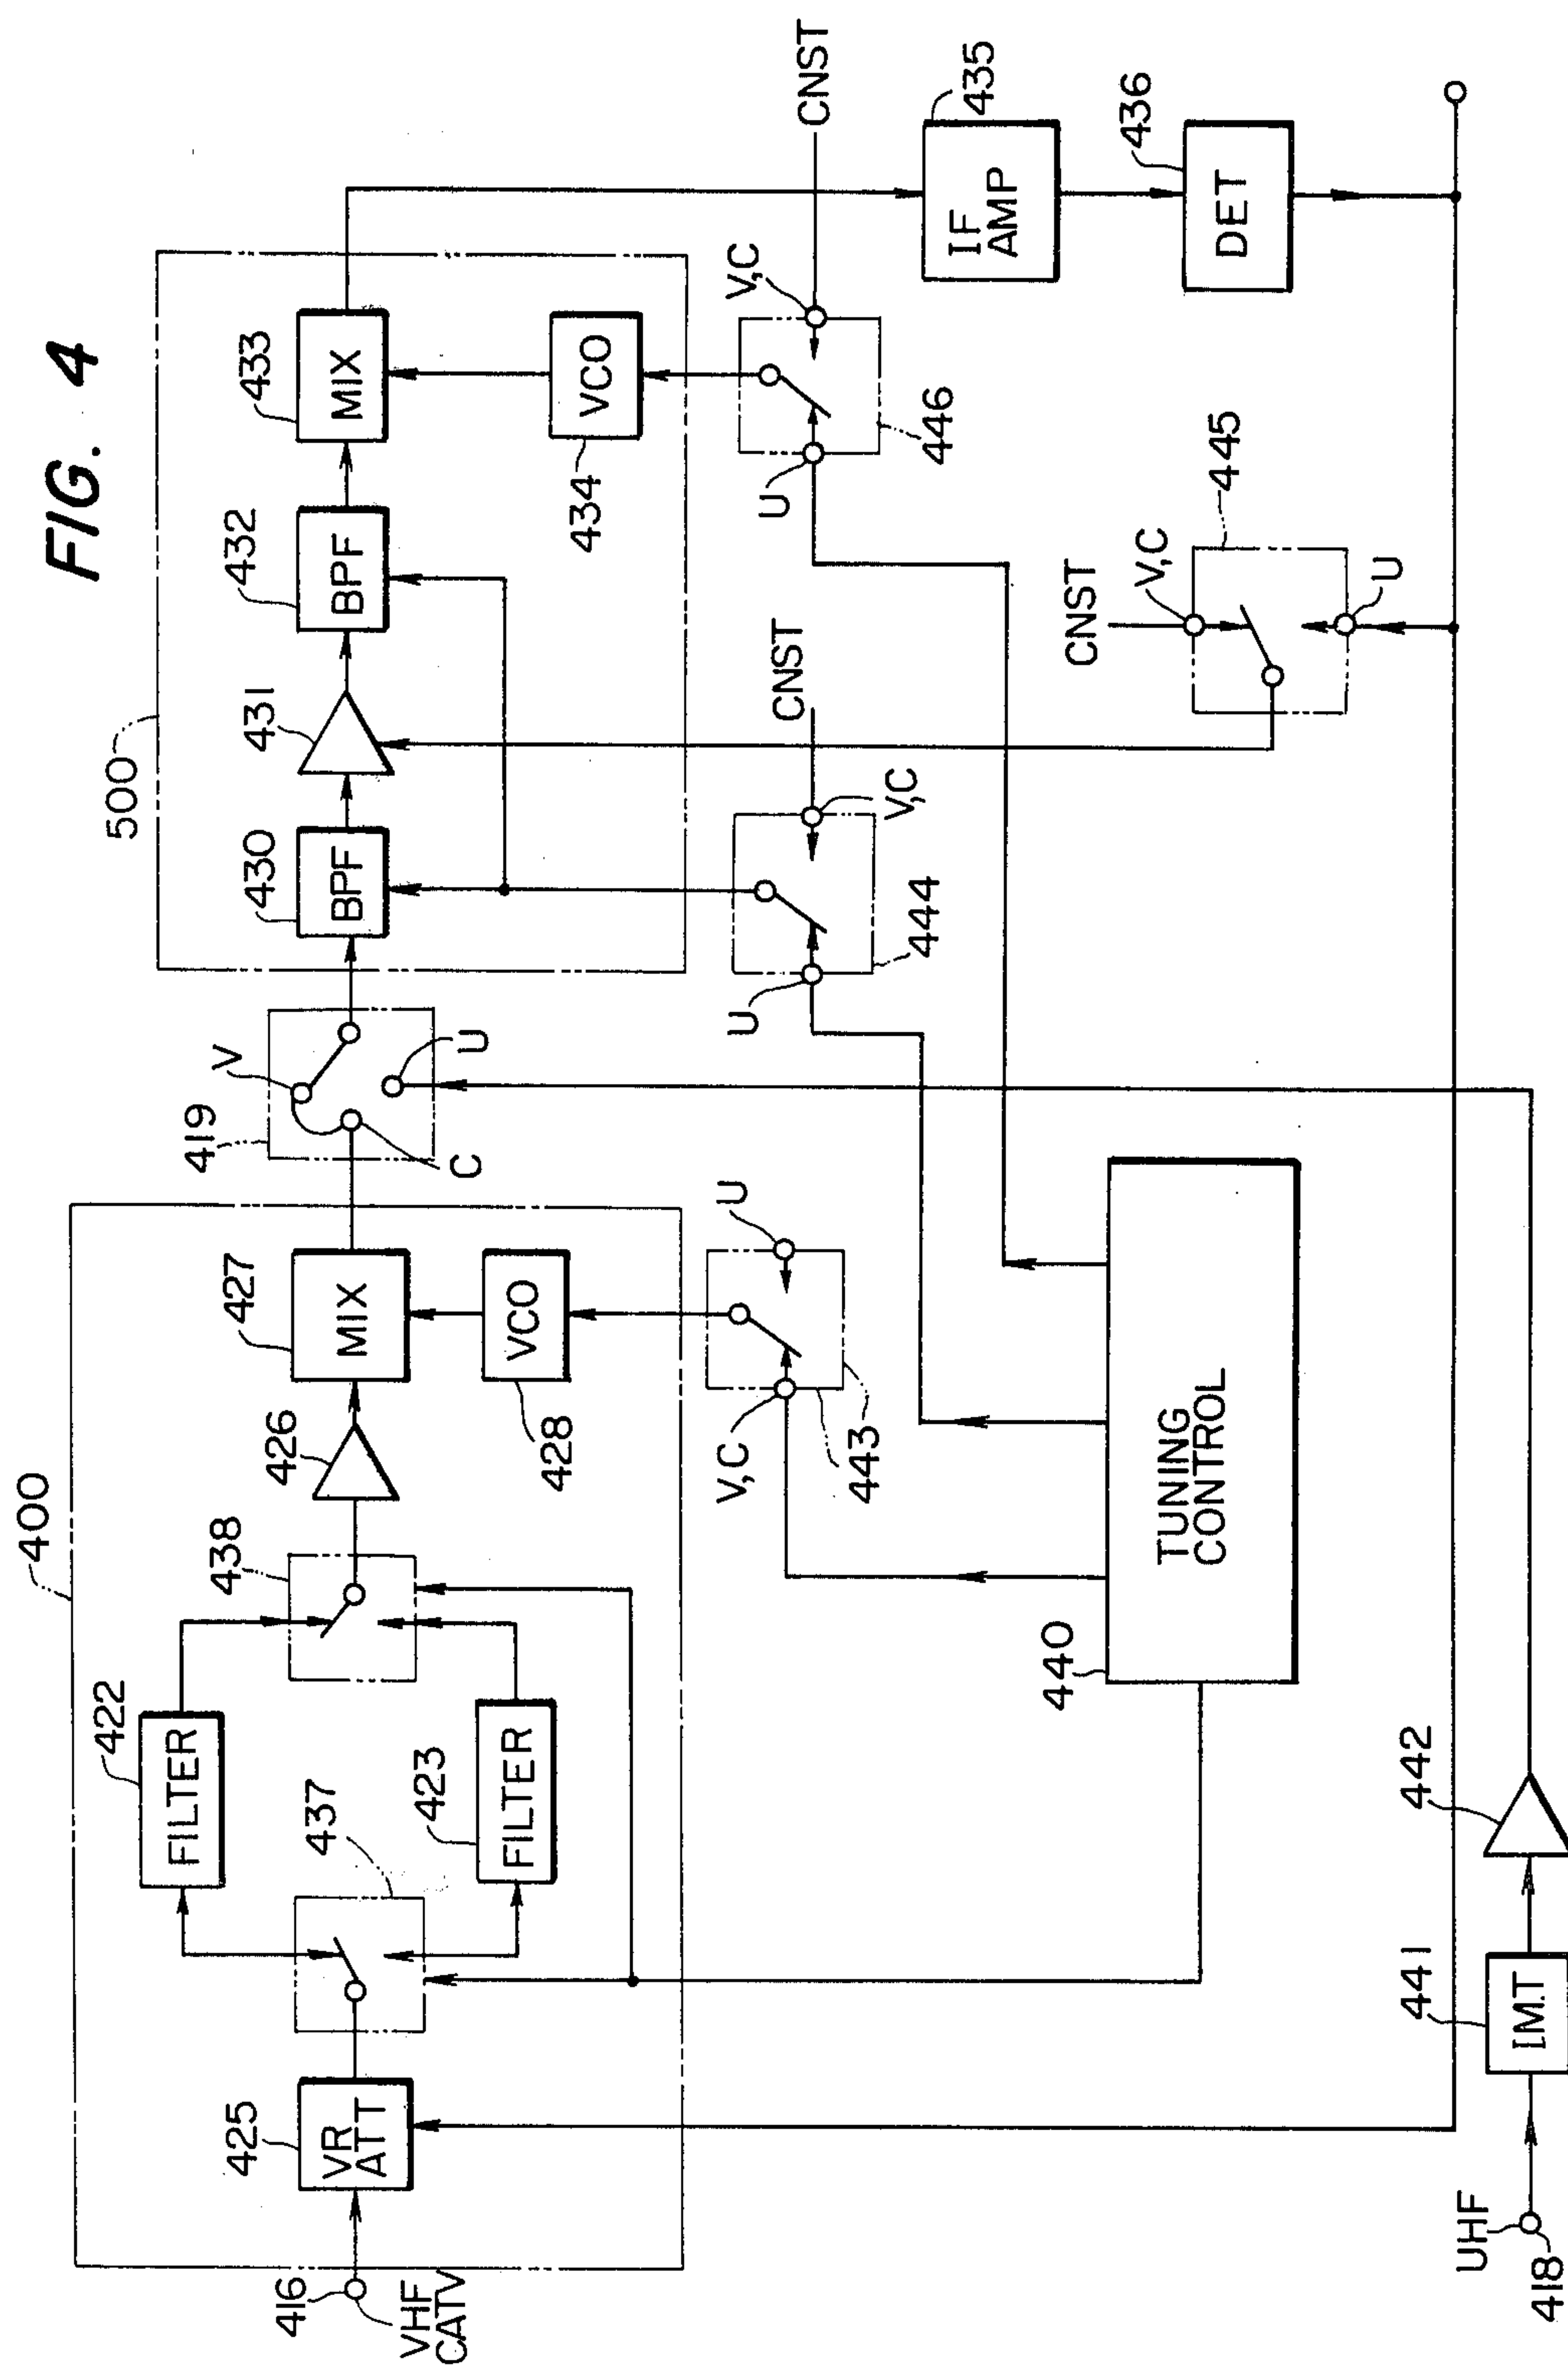 FIG. 4
400
500
416
VHF
CATV
425
VR
ATT
437
422
FILTER
423
FILTER
438
426
427
MIX
428
VCO
419
V
C
U
430
BPF
431
432
BPF
433
MIX
434
VCO
443
V,C
U
444
U
V,C
CNST
446
U
V,C
CNST
435
IF
AMP
436
DET
445
CNST
V,C
U
440
TUNING
CONTROL
UHF
418
441
I.M.T
442